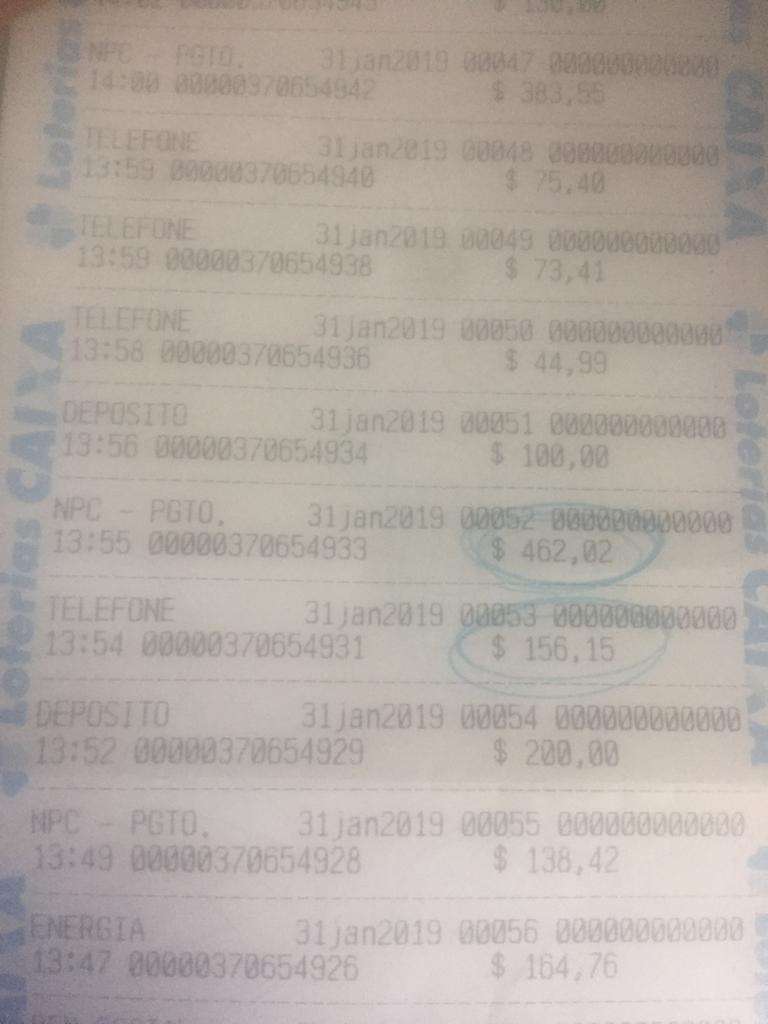 $ 130,00
NPC - PGTO. 31jan2019 00047 000000000000
14:00 00000370654942 $ 383,55
TELEFONE 31jan2019 00048 000000000000
13:59 00000370654940 $ 75,40
TELEFONE 31jan2019 00049 000000000000
13:59 00000370654938 $ 73,41
TELEFONE 31jan2019 00050 000000000000
13:58 00000370654936 $ 44,99
DEPOSITO 31jan2019 00051 000000000000
13:56 00000370654934 $ 100,00
NPC - PGTO. 31jan2019 00052 000000000000
13:55 00000370654933 $ 462,02
TELEFONE 31jan2019 00053 000000000000
13:54 00000370654931 $ 156,15
DEPOSITO 31jan2019 00054 000000000000
13:52 00000370654929 $ 200,00
NPC - PGTO. 31jan2019 00055 000000000000
13:49 00000370654928 $ 138,42
ENERGIA 31jan2019 00056 000000000000
13:47 00000370654926 $ 164,76
Loterias
Loterias CAIXA
CAIXA
Loterias CAIXA